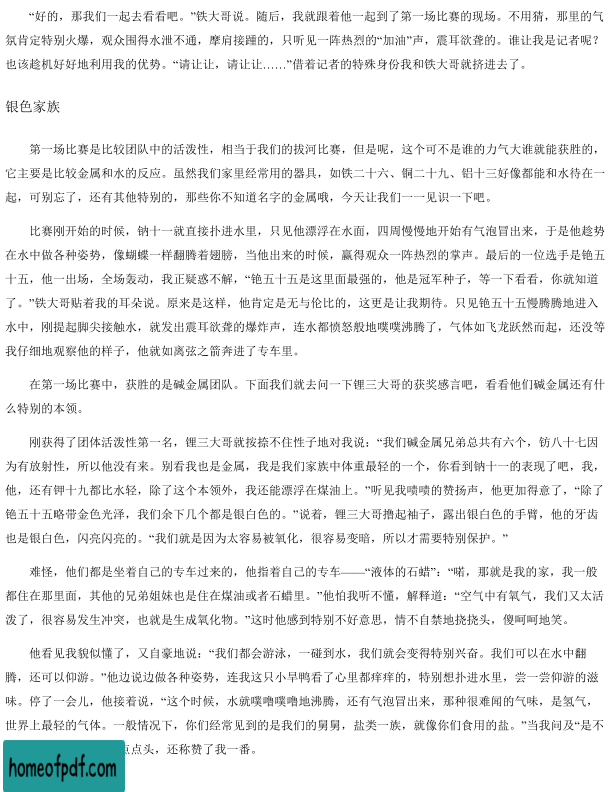 “好的，那我们一起去看看吧。”铁大哥说。随后，我就跟着他一起到了第一场比赛的现场。不用猜，那里的气
氛肯定特别火爆，观众围得水泄不通，摩肩接踵的，只听见一阵热烈的“加油”声，震耳欲聋的。谁让我是记者呢？
也该趁机好好地利用我的优势。“请让让，请让让……”借着记者的特殊身份我和铁大哥就挤进去了。
银色家族
第一场比赛是比较团队中的活泼性，相当于我们的拔河比赛，但是呢，这个可不是谁的力气大谁就能获胜的，
它主要是比较金属和水的反应。虽然我们家里经常用的器具，如铁二十六、铜二十九、铝十三好像都能和水待在一
起，可别忘了，还有其他特别的，那些你不知道名字的金属哦，今天让我们一一见识一下吧。
比赛刚开始的时候，钠十一就直接扑进水里，只见他漂浮在水面，四周慢慢地开始有气泡冒出来，于是他趁势
在水中做各种姿势，像蝴蝶一样翻腾着翅膀，当他出来的时候，赢得观众一阵热烈的掌声。最后的一位选手是铯五
十五，他一出场，全场轰动，我正疑惑不解，“铯五十五是这里面最强的，他是冠军种子，等一下看看，你就知道
了。”铁大哥贴着我的耳朵说。原来是这样，他肯定是无与伦比的，这更是让我期待。只见铯五十五慢腾腾地进入
水中，刚提起脚尖接触水，就发出震耳欲聋的爆炸声，连水都愤怒般地噗噗沸腾了，气体如飞龙跃然而起，还没等
我仔细地观察他的样子，他就如离弦之箭奔进了专车里。
在第一场比赛中，获胜的是碱金属团队。下面我们就去问一下锂三大哥的获奖感言吧，看看他们碱金属还有什
么特别的本领。
刚获得了团体活泼性第一名，锂三大哥就按捺不住性子地对我说：“我们碱金属兄弟总共有六个，钫八十七因
为有放射性，所以他没有来。别看我也是金属，我是我们家族中体重最轻的一个，你看到钠十一的表现了吧，我，
他，还有钾十九都比水轻，除了这个本领外，我还能漂浮在煤油上。”听见我啧啧的赞扬声，他更加得意了，“除了
铯五十五略带金色光泽，我们余下几个都是银白色的。”说着，锂三大哥撸起袖子，露出银白色的手臂，他的牙齿
也是银白色，闪亮闪亮的。“我们就是因为太容易被氧化，很容易变暗，所以才需要特别保护。”
难怪，他们都是坐着自己的专车过来的，他指着自己的专车——“液体的石蜡”：“喏，那就是我的家，我一般
都住在那里面，其他的兄弟姐妹也是住在煤油或者石蜡里。”他怕我听不懂，解释道：“空气中有氧气，我们又太活
泼了，很容易发生冲突，也就是生成氧化物。”这时他感到特别不好意思，情不自禁地挠挠头，傻呵呵地笑。
他看见我貌似懂了，又自豪地说：“我们都会游泳，一碰到水，我们就会变得特别兴奋。我们可以在水中翻
腾，还可以仰游。”他边说边做各种姿势，连我这只小旱鸭看了心里都痒痒的，特别想扑进水里，尝一尝仰游的滋
味。停了一会儿，他接着说，“这个时候，水就噗噜噗噜地沸腾，还有气泡冒出来，那种很难闻的气味，是氢气，
世界上最轻的气体。一般情况下，你们经常见到的是我们的舅舅，盐类一族，就像你们食用的盐。”当我问及“是不
点点头，还称赞了我一番。
homeofpdf.com